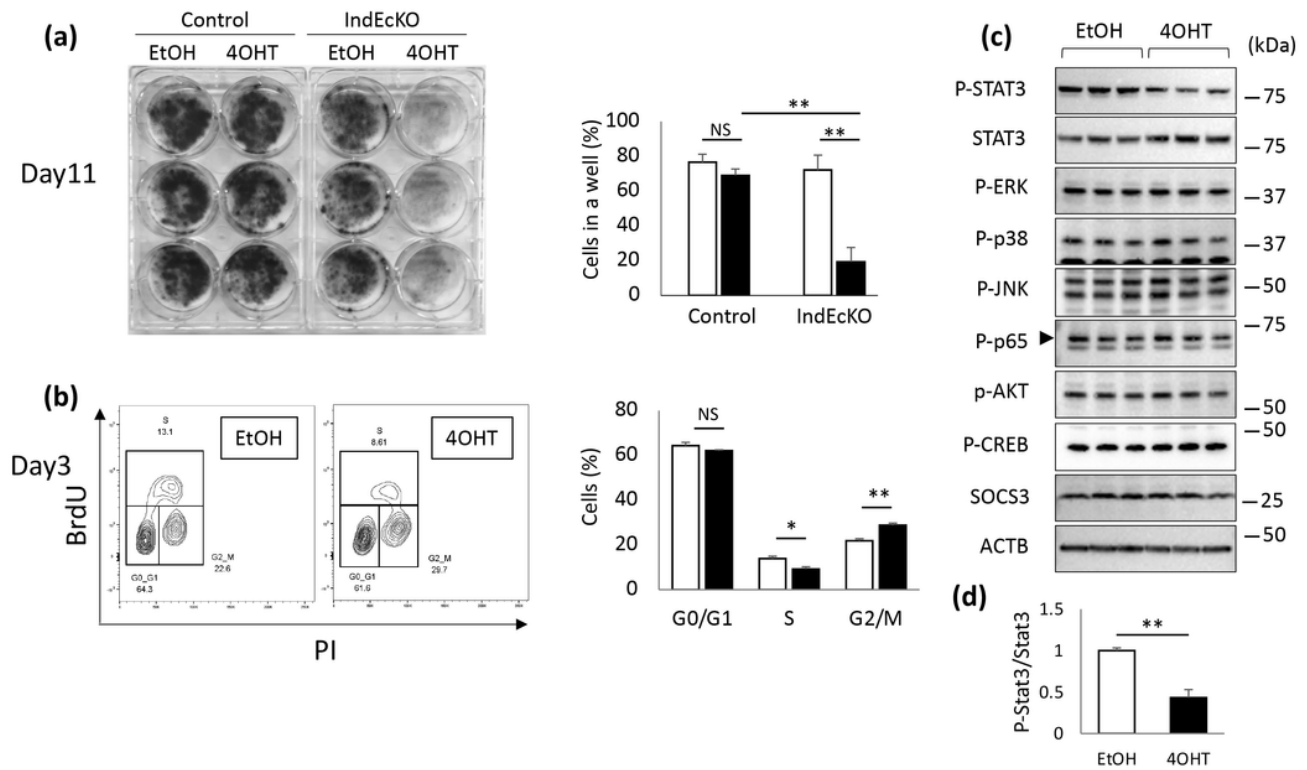 (a)
Control IndEcKO
EtOH 4OHT EtOH 4OHT
Day11
Cells in a well (%)
100
80
60
40
20
0
NS
**
**
Control IndEcKO
(b)
Day3
BrdU
PI
S
13.1
EtOH
G0_G1
64.3
G2_M
22.6
S
8.61
4OHT
G0_G1
61.6
G2_M
29.7
Cells (%)
80
60
40
20
0
NS
*
**
G0/G1 S G2/M
(c)
EtOH 4OHT (kDa)
P-STAT3 75
STAT3 75
P-ERK 37
P-p38 37
P-JNK 50
P-p65 75
p-AKT 50
P-CREB 50
SOCS3 25
ACTB 50
(d)
P-Stat3/Stat3
1.5
1
0.5
0
**
EtOH 4OHT